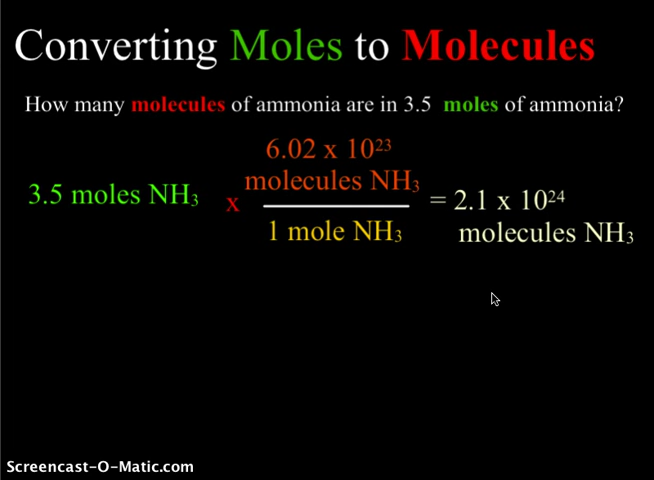 Converting Moles to Molecules
How many molecules of ammonia are in 3.5 moles of ammonia?
3.5 moles NH₃ x 6.02 x 10²³
molecules NH₃
1 mole NH₃
= 2.1 x 10²⁴
molecules NH₃
Screencast-O-Matic.com